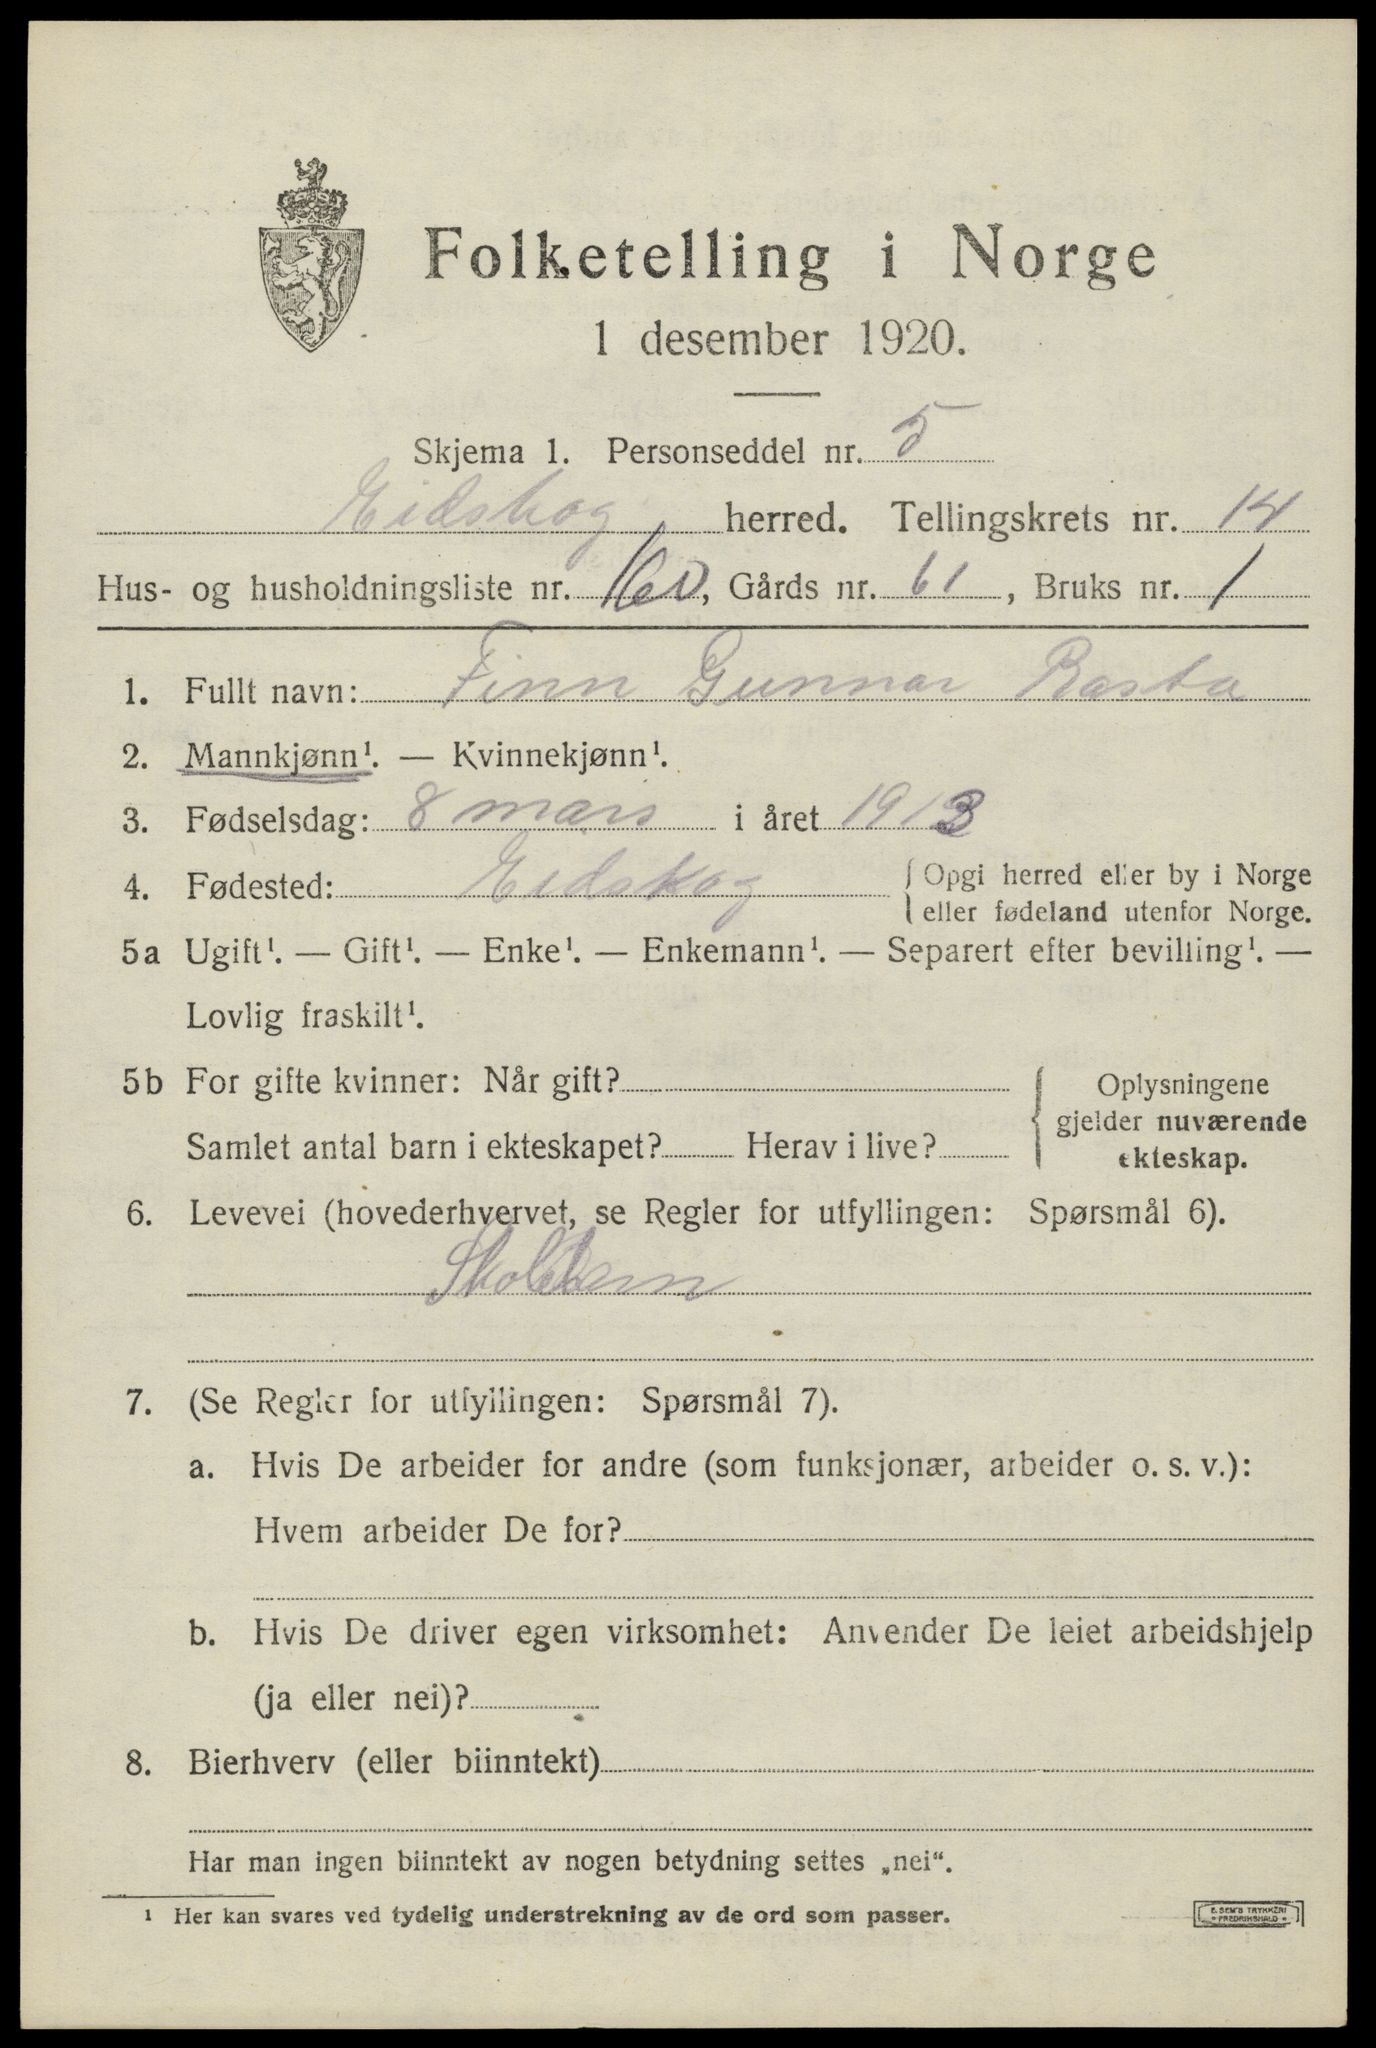 Folketelling i Norge
1 desember 1920.
Skjema 1. Personseddel nr. 5
Eidskog herred. Tellingskrets nr. 14
Hus- og husholdningsliste nr. 160, Gårds nr. 61, Bruks nr. 1
1. Fullt navn: Finn Gunnar Rasta
2. Mannkjønn¹. — Kvinnekjønn¹.
3. Fødselsdag: 8 mars i året 1913
4. Fødested: Eidskog { Opgi herred eller by i Norge
eller fødeland utenfor Norge.
5a Ugift¹. — Gift¹. — Enke¹. — Enkemann¹. — Separert efter bevilling¹. —
Lovlig fraskilt¹.
5b For gifte kvinner: Når gift?
Samlet antal barn i ekteskapet? Herav i live?
Oplysningene
gjelder nuværende
ekteskap.
6. Levevei (hovederhvervet, se Regler for utfyllingen: Spørsmål 6).
Skolebarn
7. (Se Regler for utfyllingen: Spørsmål 7).
a. Hvis De arbeider for andre (som funksjonær, arbeider o. s. v.):
Hvem arbeider De for?
b. Hvis De driver egen virksomhet: Anvender De leiet arbeidshjelp
(ja eller nei)?
8. Bierhverv (eller biinntekt)
Har man ingen biinntekt av nogen betydning settes „nei“.
¹ Her kan svares ved tydelig understrekning av de ord som passer.
E. SEM'S TRYKKERI
• FREDRIKSHALD •